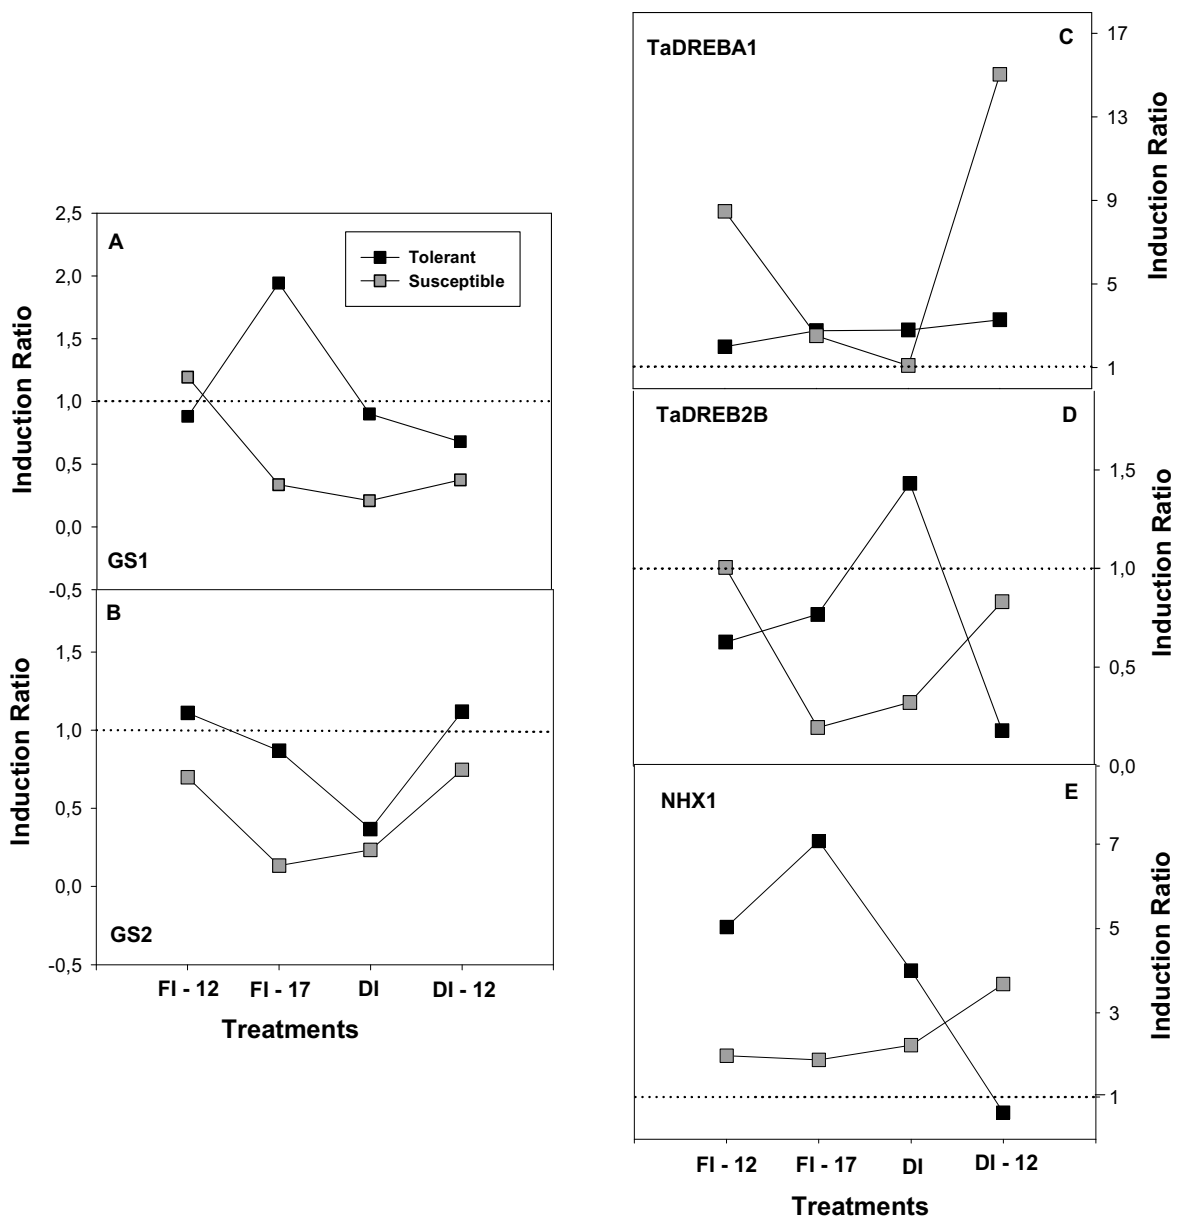 A
2,5
2,0
1,5
1,0
0,5
0,0
-0,5
Induction Ratio
Tolerant
Susceptible
GS1
B
1,5
1,0
0,5
0,0
-0,5
Induction Ratio
GS2
FI - 12 FI - 17 DI DI - 12
Treatments
TaDREBA1 C
17
13
9
5
1
Induction Ratio
TaDREB2B D
1,5
1,0
0,5
0,0
Induction Ratio
NHX1 E
7
5
3
1
Induction Ratio
FI - 12 FI - 17 DI DI - 12
Treatments